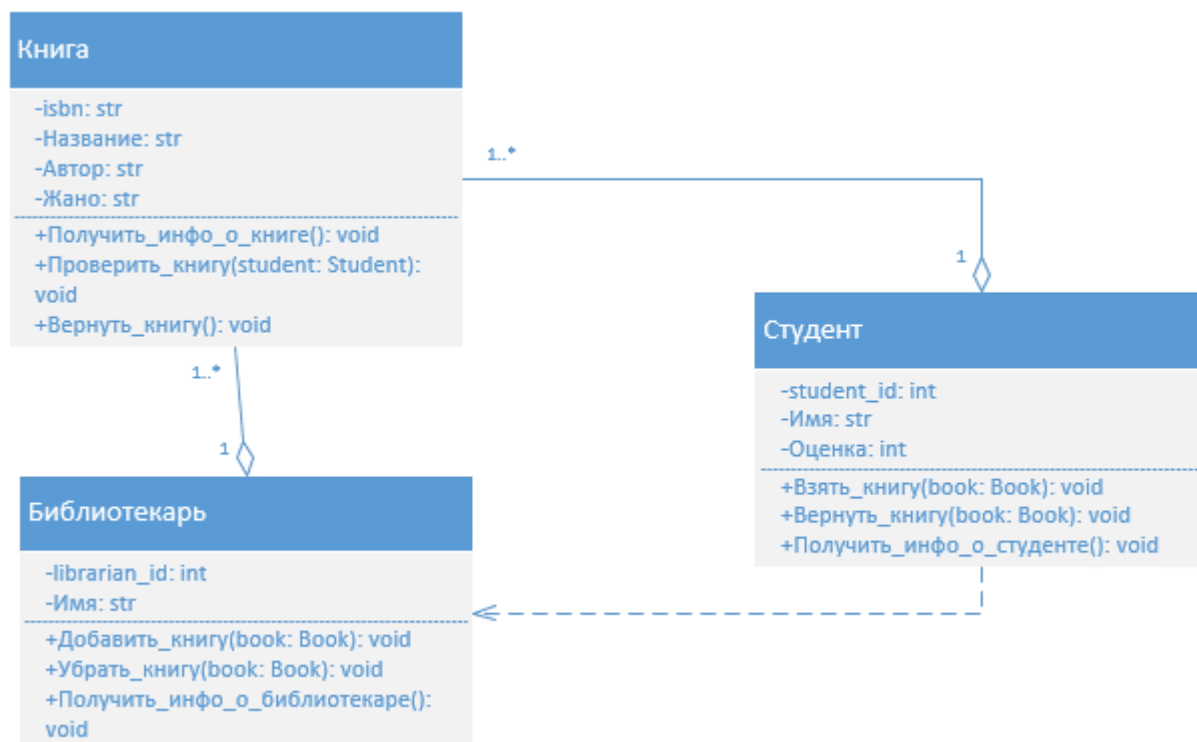 Книга
-isbn: str
-Название: str
-Автор: str
-Жано: str
+Получить_инфо_о_книге(): void
+Проверить_книгу(student: Student):
void
+Вернуть_книгу(): void
1..*
1
1..*
1
Студент
-student_id: int
-Имя: str
-Оценка: int
+Взять_книгу(book: Book): void
+Вернуть_книгу(book: Book): void
+Получить_инфо_о_студенте(): void
Библиотекарь
-librarian_id: int
-Имя: str
+Добавить_книгу(book: Book): void
+Убрать_книгу(book: Book): void
+Получить_инфо_о_библиотекаре():
void